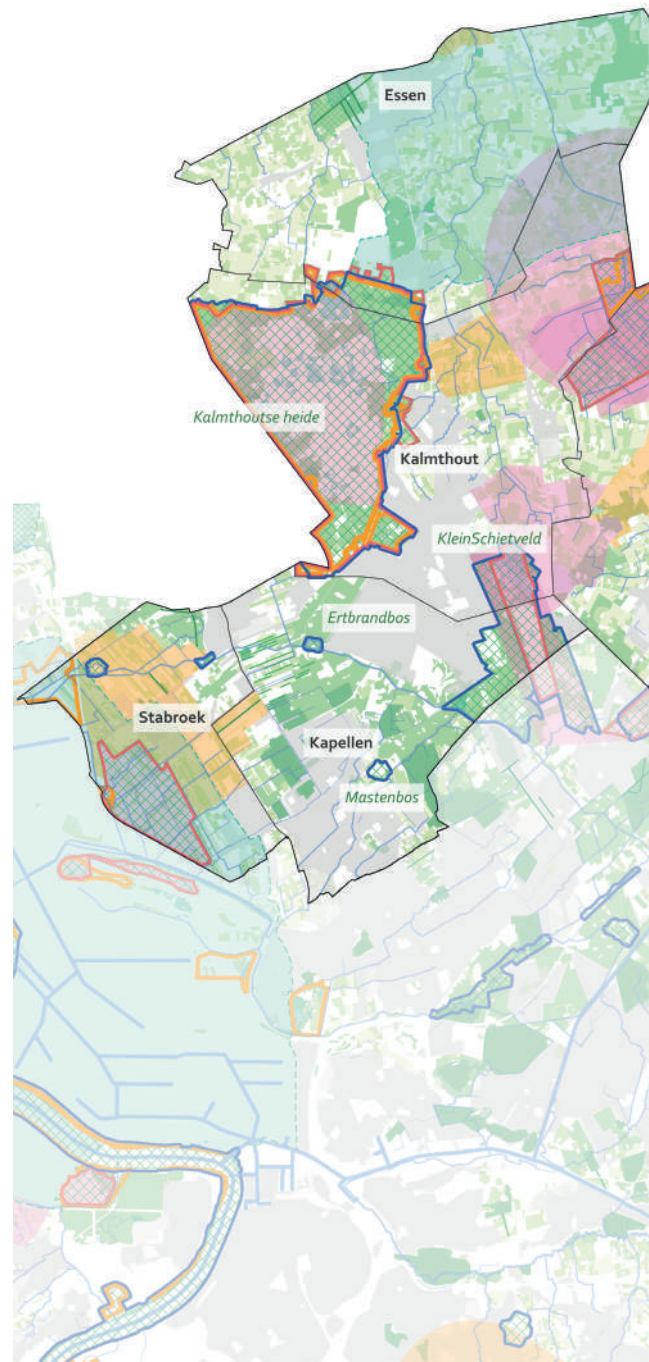 Essen
Kalmthoutse heide
Kalmthout
KleinSchietveld
Ertbrandbos
Stabroek
Kapellen
Mastenbos